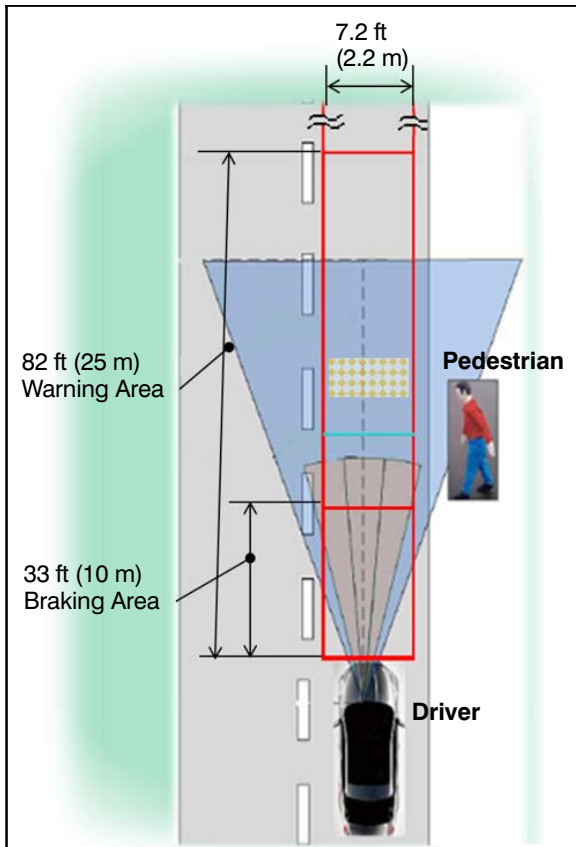 7.2 ft
(2.2 m)
82 ft (25 m)
Warning Area
Pedestrian
33 ft (10 m)
Braking Area
Driver